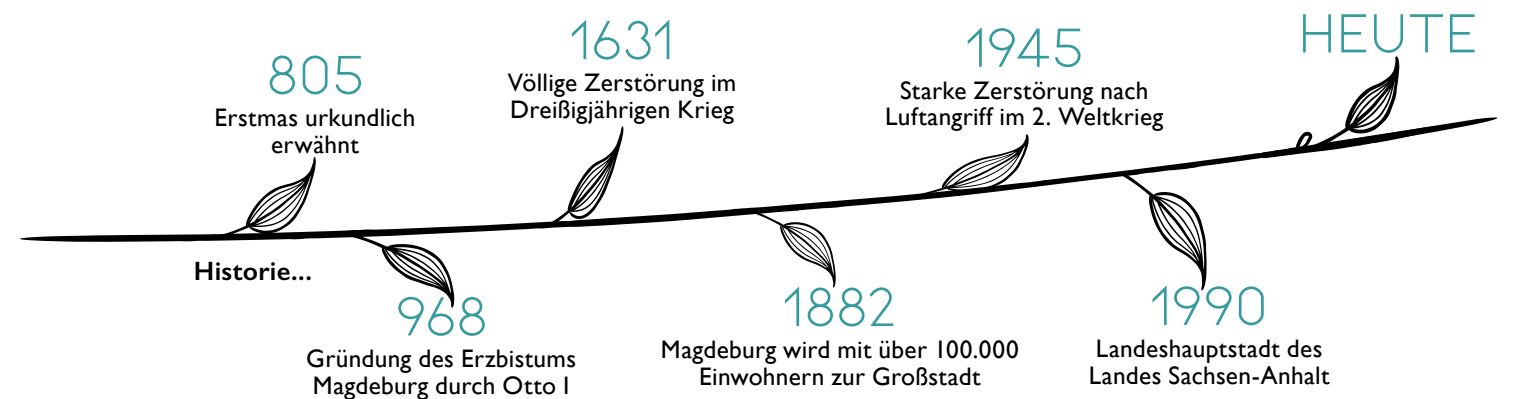 805
Erstmas urkundlich
erwähnt
968
Gründung des Erzbistums
Magdeburg durch Otto I
1631
Völlige Zerstörung im
Dreißigjährigen Krieg
1882
Magdeburg wird mit über 100.000
Einwohnern zur Großstadt
1945
Starke Zerstörung nach
Luftangriff im 2. Weltkrieg
1990
Landeshauptstadt des
Landes Sachsen-Anhalt
HEUTE
Historie...